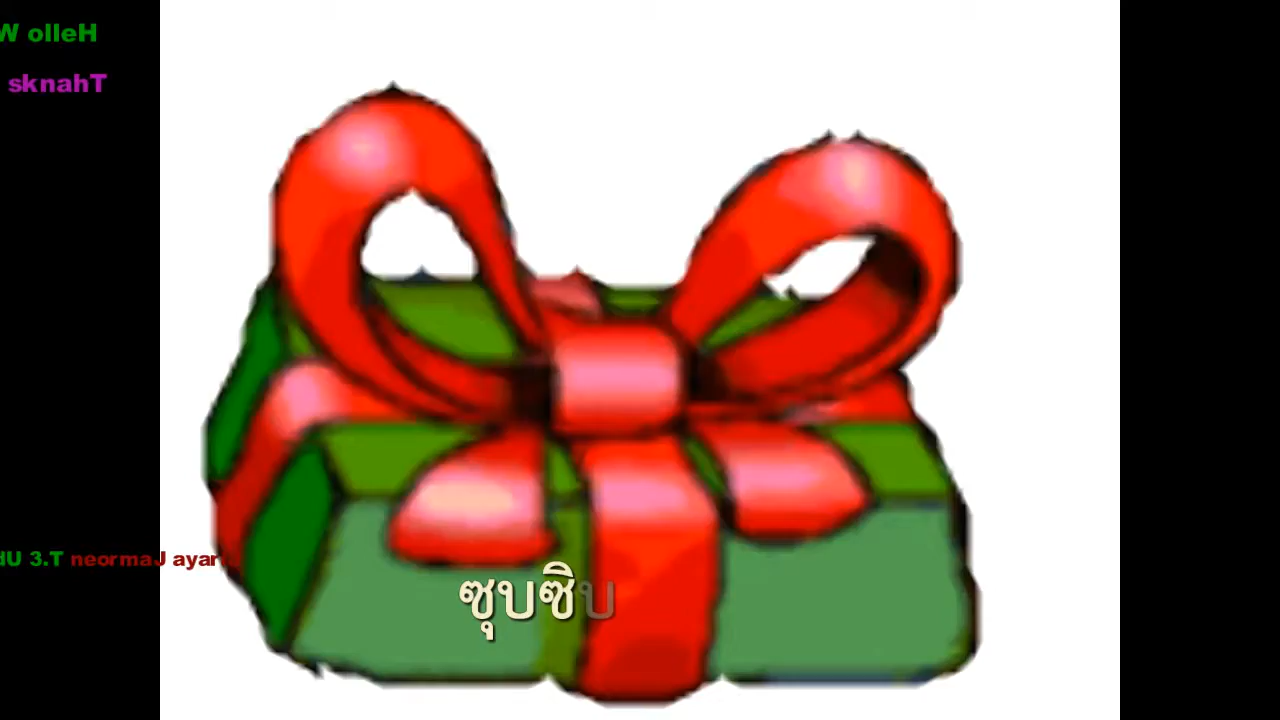 W olleH
sknahT
dU 3.T neormaJ ayar
ซุบซิบ